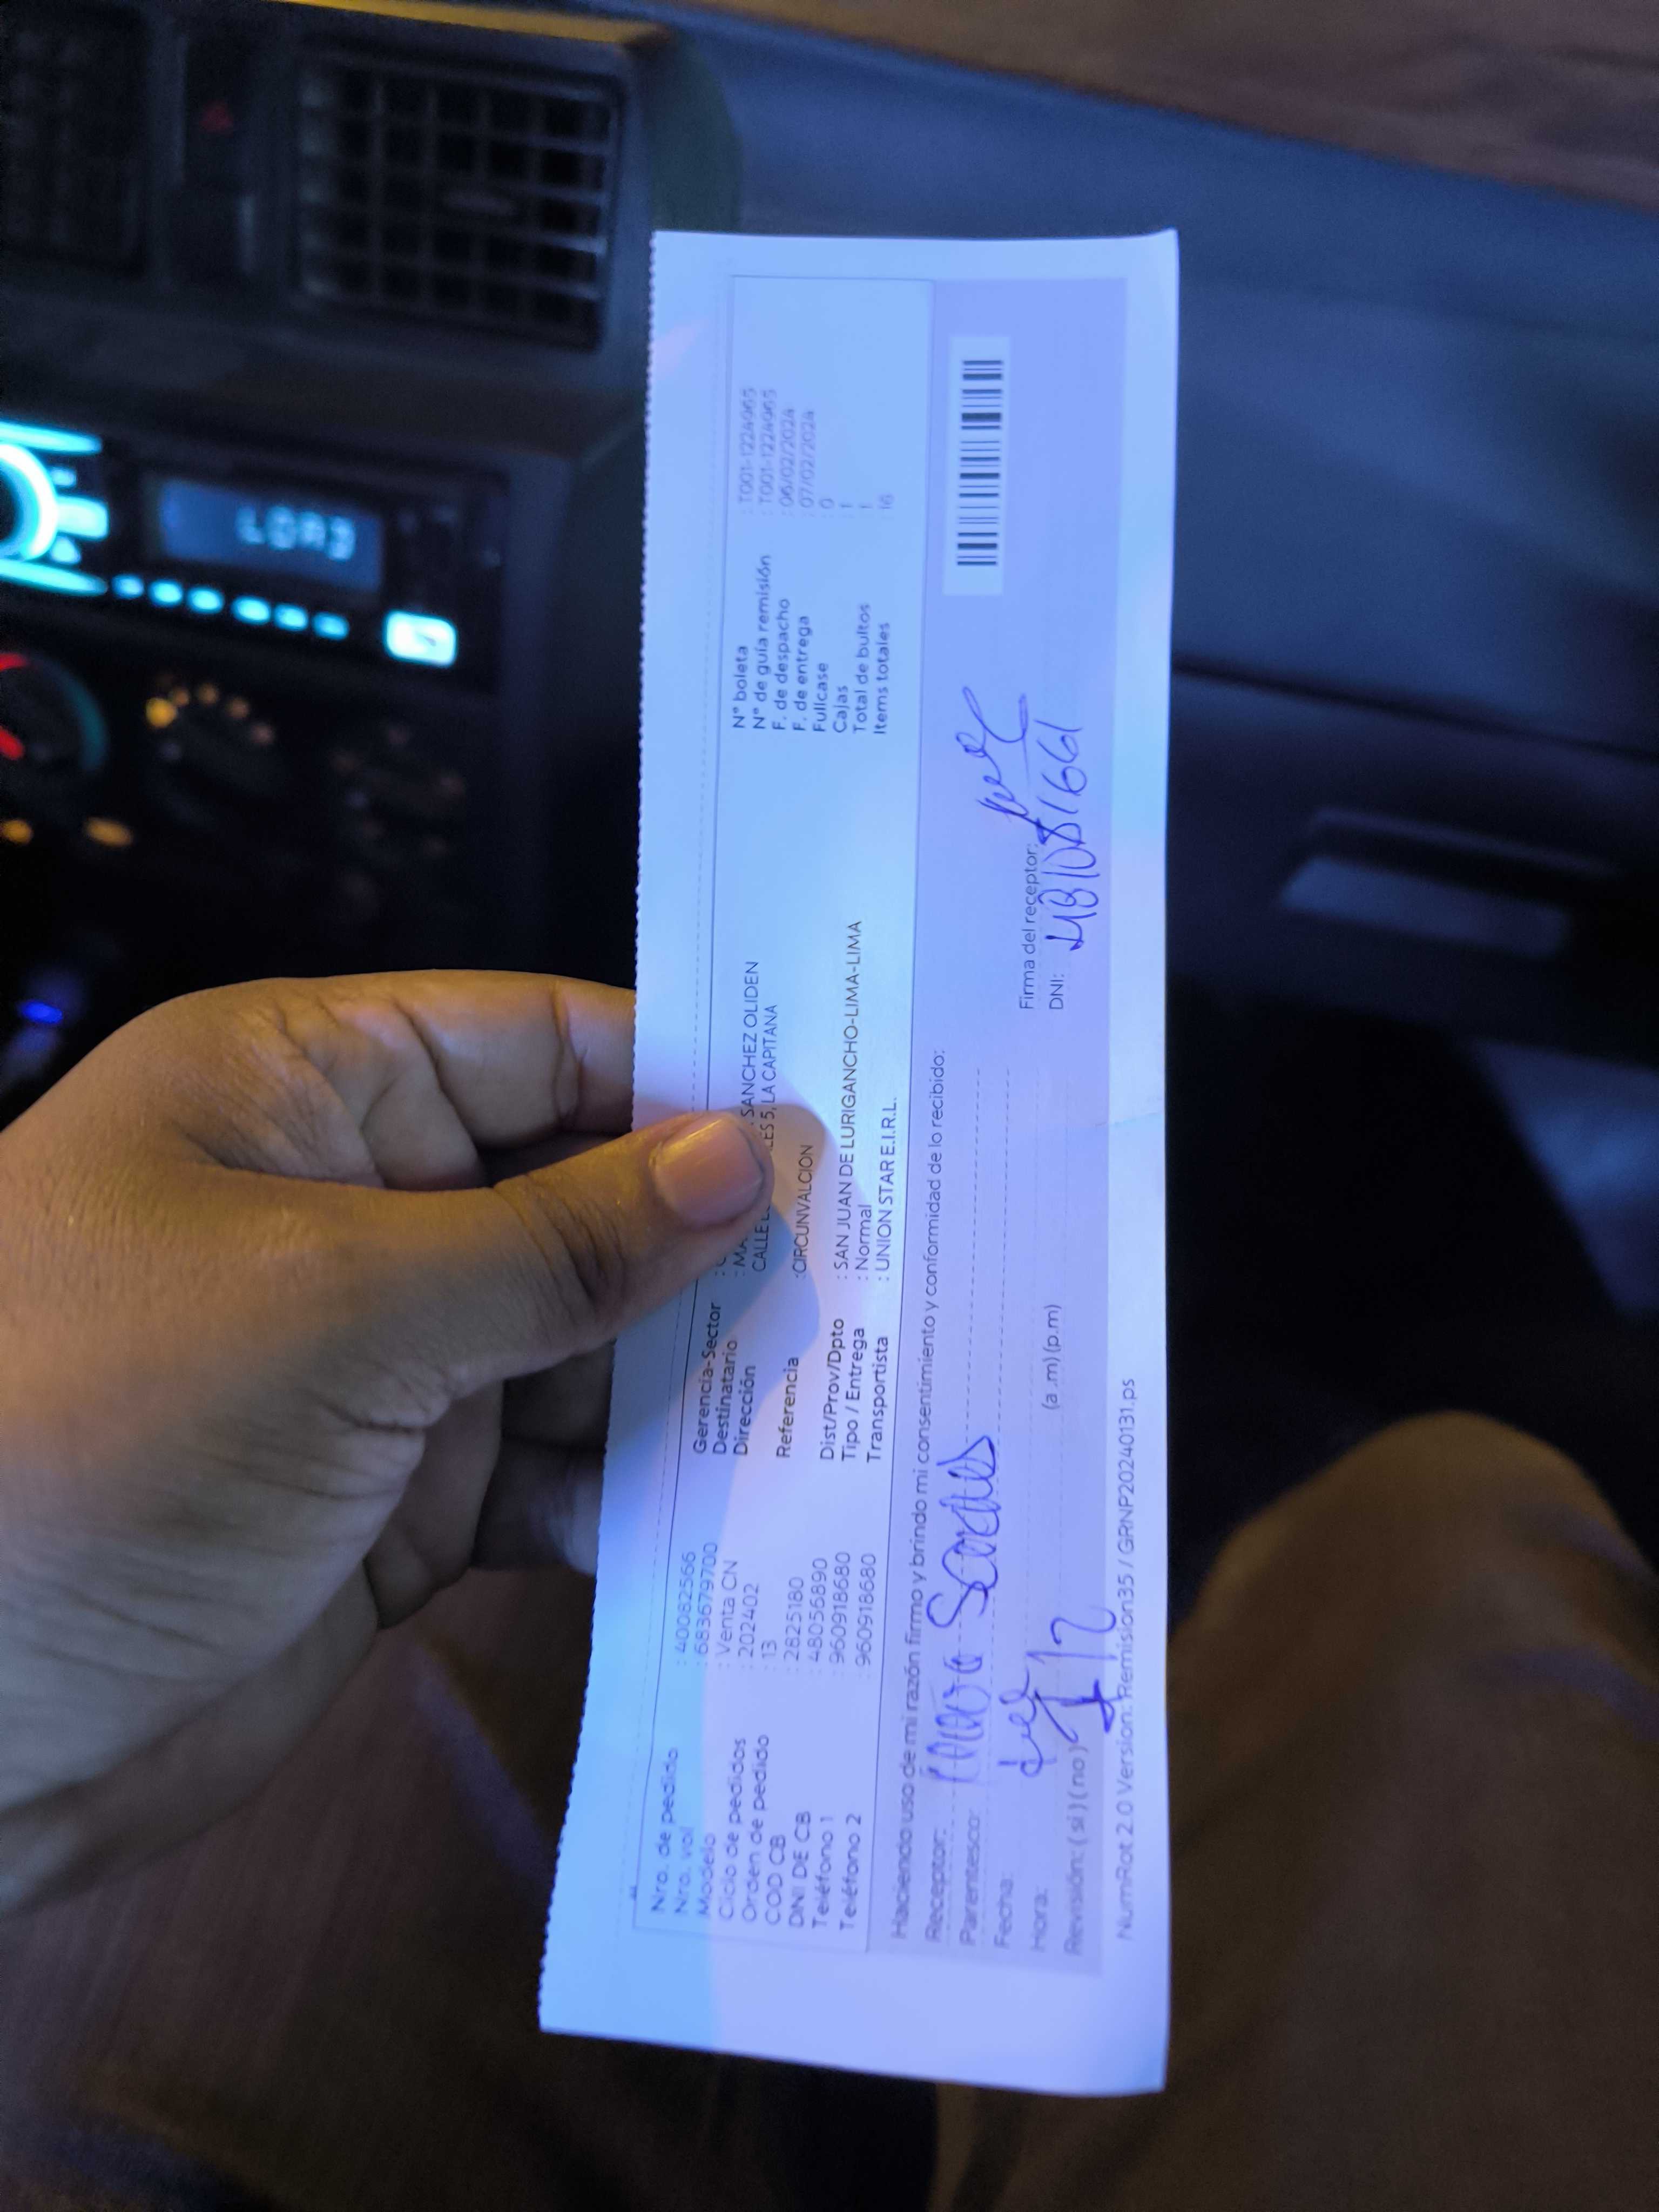 Nro. de pedido : 40082566
Nro. vol : 683679700
Modelo : Venta CN
Ciclo de pedidos : 202402
Orden de pedido : 13
COD CB : 2825180
DNI DE CB : 48056890
Teléfono 1 : 960918680
Teléfono 2 : 960918680
Gerencia-Sector :
Destinatario : SANCHEZ OLIDEN
Dirección CALLE 5, LA CAPITANA
Referencia :CIRCUNVALCION
Dist/Prov/Dpto : SAN JUAN DE LURIGANCHO-LIMA-LIMA
Tipo / Entrega : Normal
Transportista : UNION STAR E.I.R.L.
N° boleta : T001-1224965
N° de guía remisión : T001-1224965
F. de despacho : 06/02/2024
F. de entrega : 07/02/2024
Fullcase : 0
Cajas : 1
Total de bultos : 1
Items totales : 16
Haciendo uso de mi razón firmo y brindo mi consentimiento y conformidad de lo recibido:
Receptor:
Parentesco:
Fecha:
Hora: (a .m) (p.m)
Revisión: ( si ) ( no )
Firma del receptor:
DNI:
NumRot 2.0 Version: Remision35 / GRNP20240131.ps
LOAD